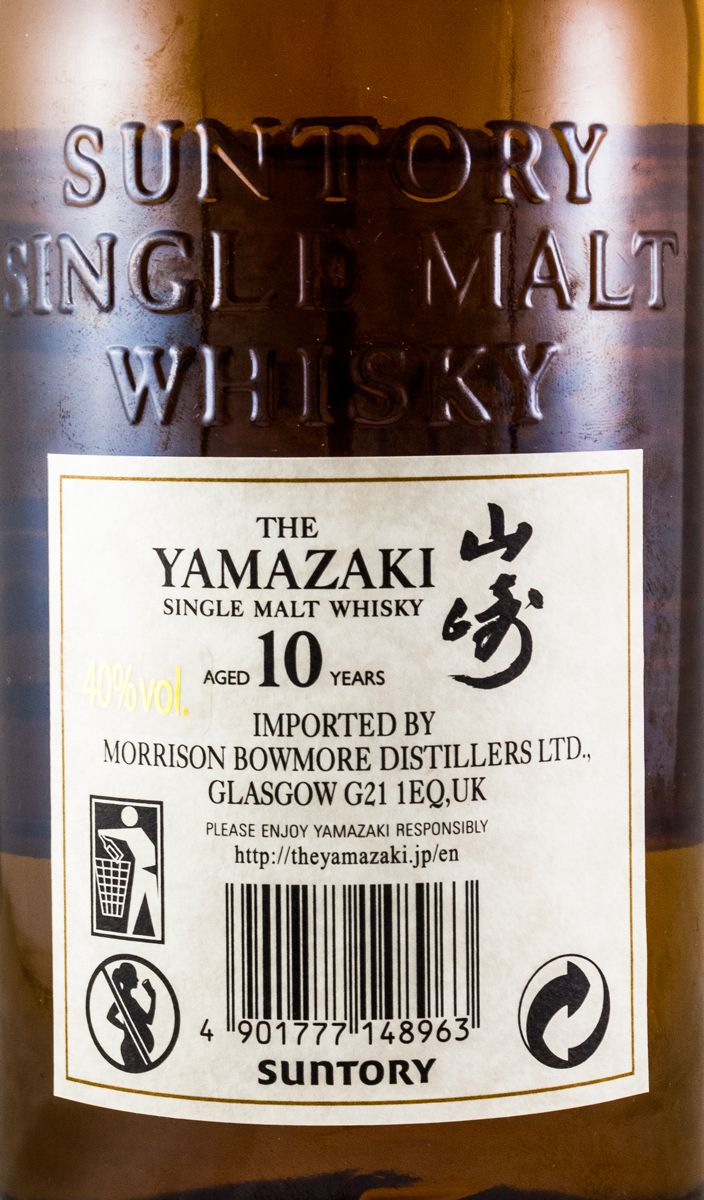 SUNTORY
SINGLE MALT
WHISKY
THE
YAMAZAKI
SINGLE MALT WHISKY
山崎
AGED 10 YEARS
40%vol.
IMPORTED BY
MORRISON BOWMORE DISTILLERS LTD.,
GLASGOW G21 1EQ,UK
PLEASE ENJOY YAMAZAKI RESPONSIBLY
http://theyamazaki.jp/en
4 901777 148963
SUNTORY